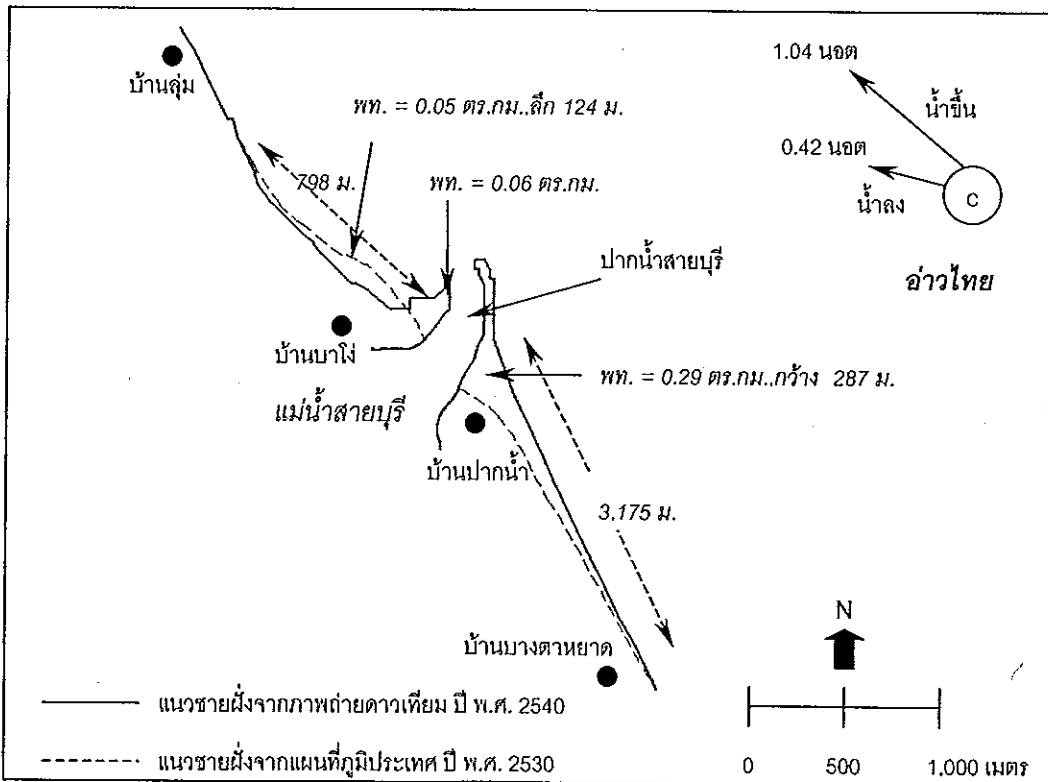 บ้านลุ่ม
1.04 นอต
น้ำขึ้น
0.42 นอต
น้ำลง
C
อ่าวไทย
พท. = 0.05 ตร.กม..ลึก 124 ม.
798 ม.
พท. = 0.06 ตร.กม.
ปากน้ำสายบุรี
บ้านบาโง่
พท. = 0.29 ตร.กม..กว้าง 287 ม.
แม่น้ำสายบุรี
บ้านปากน้ำ
3,175 ม.
N
บ้านบางตาหยาด
แนวชายฝั่งจากภาพถ่ายดาวเทียม ปี พ.ศ. 2540
แนวชายฝั่งจากแผนที่ภูมิประเทศ ปี พ.ศ. 2530
0 500 1,000 เมตร